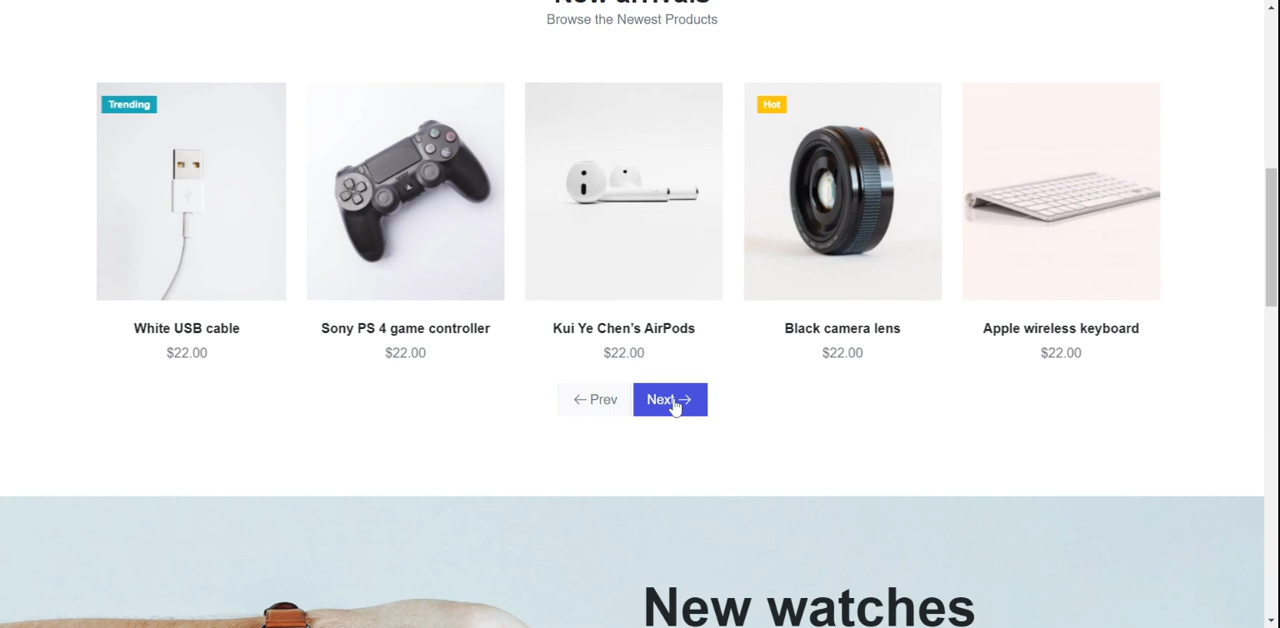 New arrivals
Browse the Newest Products
Trending
Hot
White USB cable
Sony PS 4 game controller
Kui Ye Chen’s AirPods
Black camera lens
Apple wireless keyboard
$22.00
$22.00
$22.00
$22.00
$22.00
← Prev
Next →
New watches